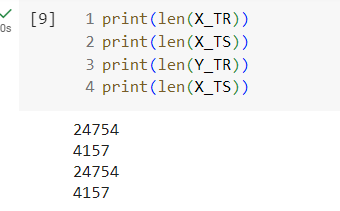 0s
[9]
1 print(len(X_TR))
2 print(len(X_TS))
3 print(len(Y_TR))
4 print(len(X_TS))
24754
4157
24754
4157